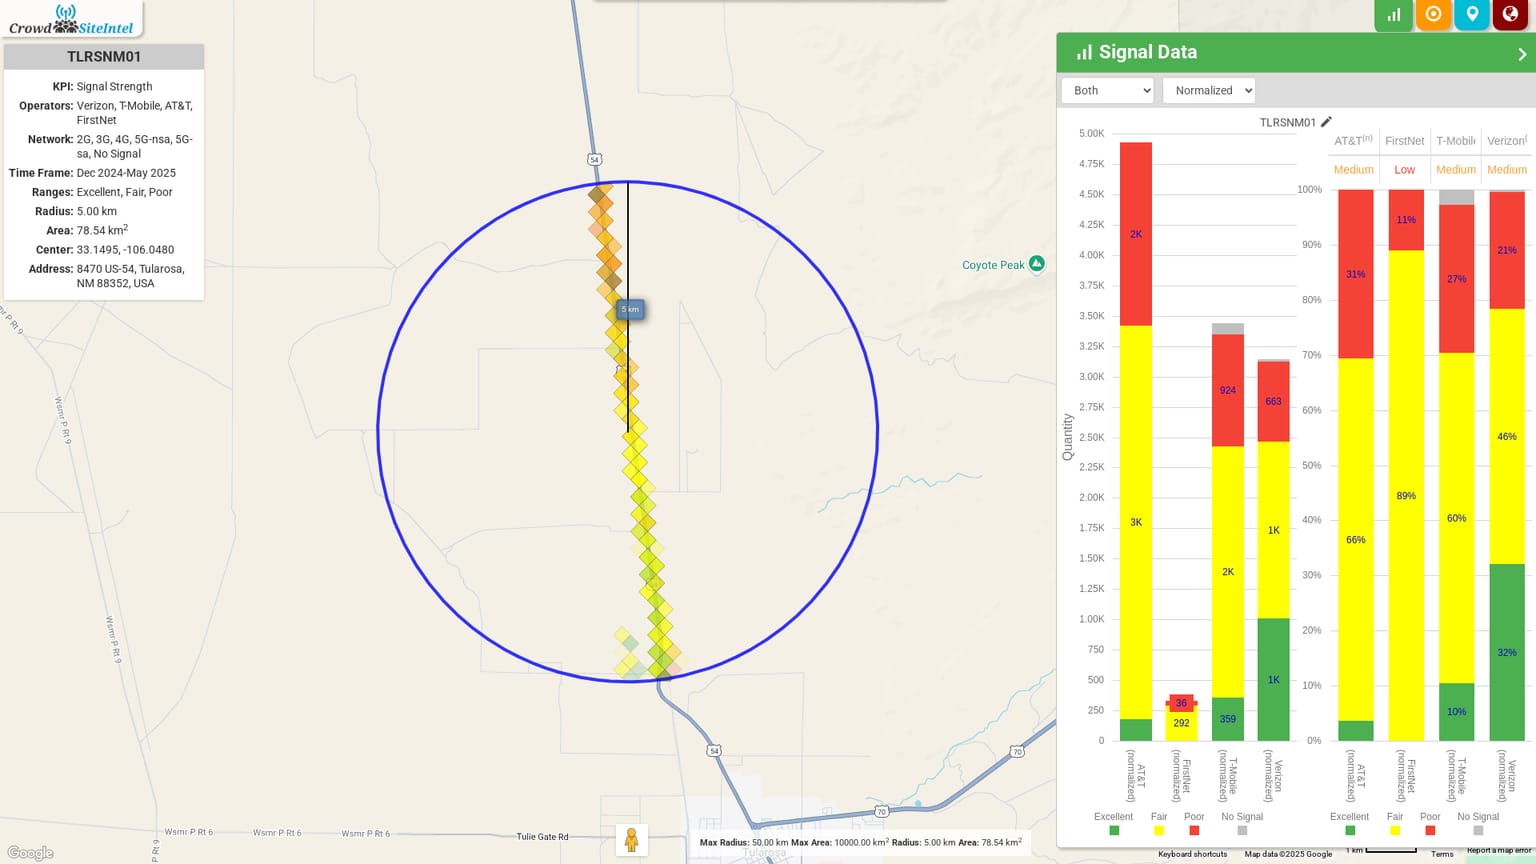 Crowd SiteIntel
TLRSNM01
KPI: Signal Strength
Operators: Verizon, T-Mobile, AT&T,
FirstNet
Network: 2G, 3G, 4G, 5G-nsa, 5G-
sa, No Signal
Time Frame: Dec 2024-May 2025
Ranges: Excellent, Fair, Poor
Radius: 5.00 km
Area: 78.54 km2
Center: 33.1495, -106.0480
Address: 8470 US-54, Tularosa,
NM 88352, USA
54
Coyote Peak
5 km
Wsmr P Rt 9
Wsmr P Rt 9
Wsmr P Rt 9
54
70
70
Wsmr P Rt 6
Wsmr P Rt 6
Wsmr P Rt 6
Tulie Gate Rd
Tularosa
Google
Max Radius: 50.00 km Max Area: 10000.00 km2 Radius: 5.00 km Area: 78.54 km2
Signal Data
Both
Normalized
TLRSNM01
Quantity
5.00K
4.75K
4.50K
4.25K
4.00K
3.75K
3.50K
3.25K
3.00K
2.75K
2.50K
2.25K
2.00K
1.75K
1.50K
1.25K
1.00K
750
500
250
0
2K
3K
36
292
924
2K
359
663
1K
1K
AT&T (normalized)
FirstNet (normalized)
T-Mobile (normalized)
Verizon (normalized)
Excellent
Fair
Poor
No Signal
AT&T(n)
FirstNet
T-Mobil
Verizon(
Medium
Low
Medium
Medium
100%
90%
80%
70%
60%
50%
40%
30%
20%
10%
0%
31%
66%
11%
89%
27%
60%
10%
21%
46%
32%
AT&T (normalized)
FirstNet (normalized)
T-Mobile (normalized)
Verizon (normalized)
Excellent
Fair
Poor
No Signal
Keyboard shortcuts
Map data ©2025 Google
1 km
Terms
Report a map error